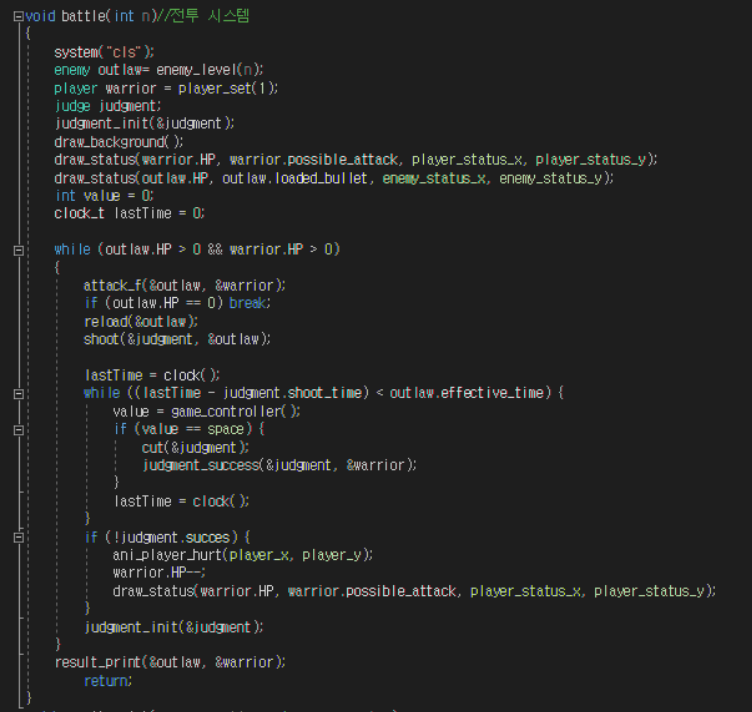 void battle(int n)//전투 시스템
{
system("cls");
enemy outlaw= enemy_level(n);
player warrior = player_set(1);
judge judgment;
judgment_init(&judgment);
draw_background();
draw_status(warrior.HP, warrior.possible_attack, player_status_x, player_status_y);
draw_status(outlaw.HP, outlaw.loaded_bullet, enemy_status_x, enemy_status_y);
int value = 0;
clock_t lastTime = 0;
while (outlaw.HP > 0 && warrior.HP > 0)
{
attack_f(&outlaw, &warrior);
if (outlaw.HP == 0) break;
reload(&outlaw);
shoot(&judgment, &outlaw);
lastTime = clock();
while ((lastTime - judgment.shoot_time) < outlaw.effective_time) {
value = game_controller();
if (value == space) {
cut(&judgment);
judgment_success(&judgment, &warrior);
}
lastTime = clock();
}
if (!judgment.succes) {
ani_player_hurt(player_x, player_y);
warrior.HP--;
draw_status(warrior.HP, warrior.possible_attack, player_status_x, player_status_y);
}
judgment_init(&judgment);
}
result_print(&outlaw, &warrior);
return;
}